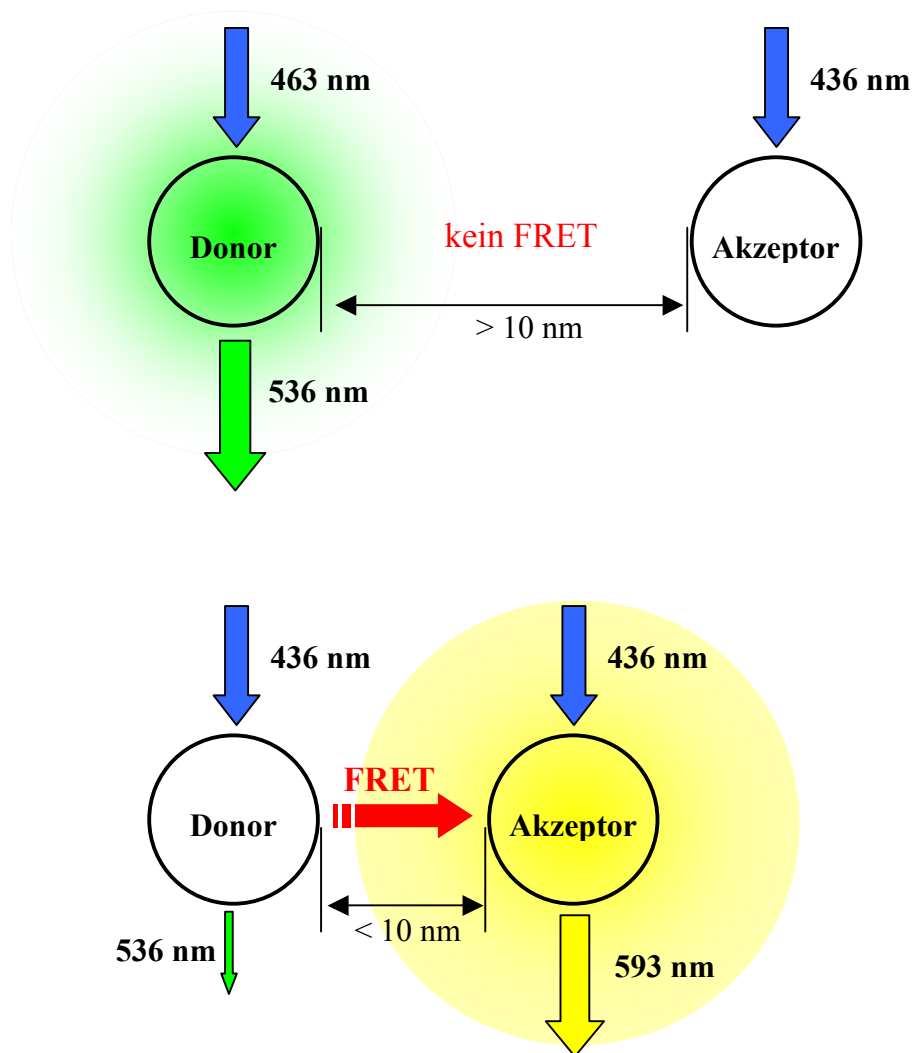 463 nm
436 nm
kein FRET
Donor
Akzeptor
> 10 nm
536 nm
436 nm
436 nm
FRET
Donor
Akzeptor
< 10 nm
536 nm
593 nm